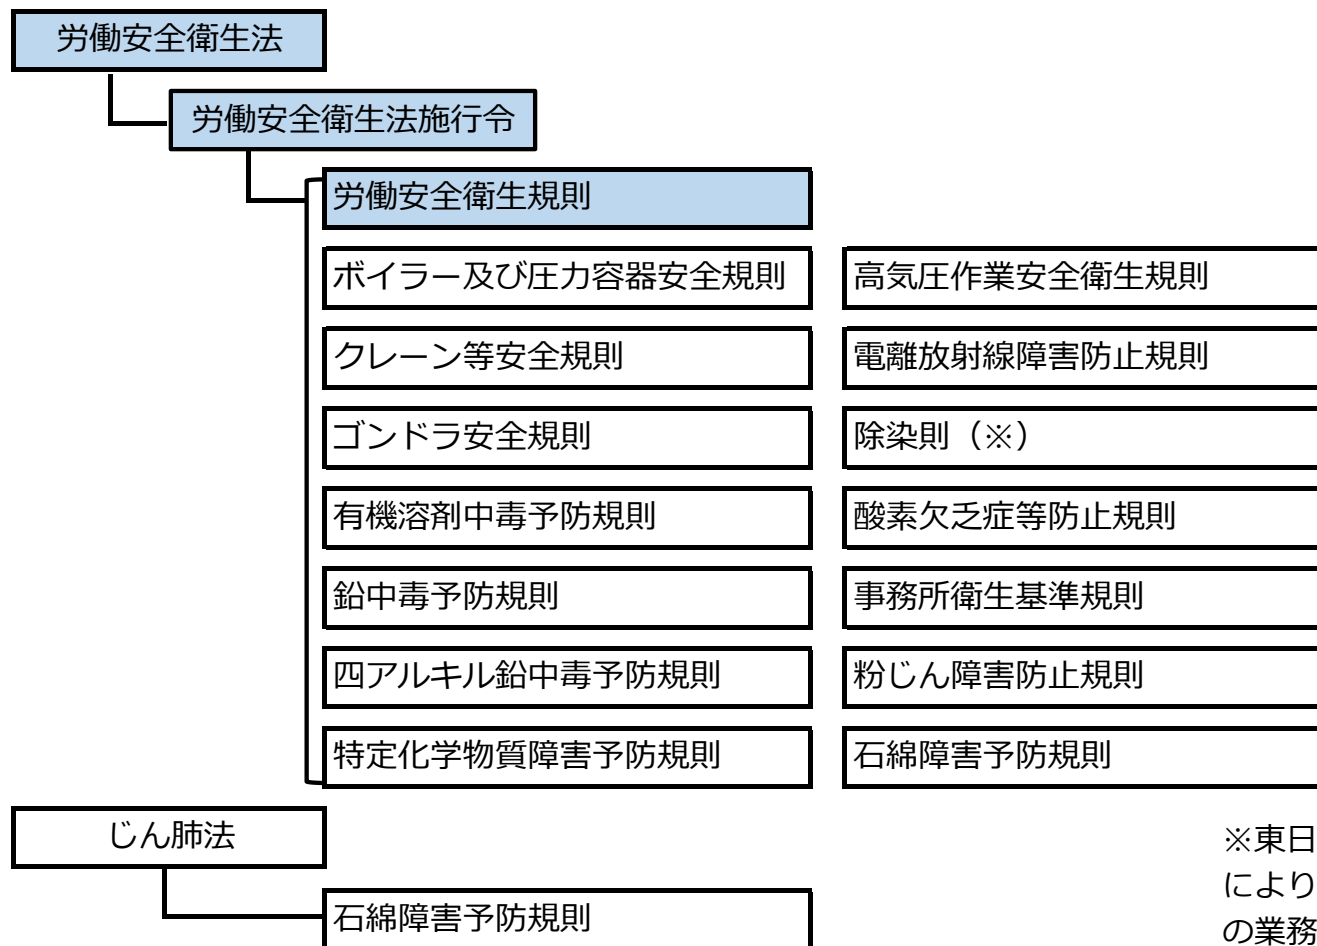 労働安全衛生法
労働安全衛生法施行令
労働安全衛生規則
ボイラー及び圧力容器安全規則
高気圧作業安全衛生規則
クレーン等安全規則
電離放射線障害防止規則
ゴンドラ安全規則
除染則（※）
有機溶剤中毒予防規則
酸素欠乏症等防止規則
鉛中毒予防規則
事務所衛生基準規則
四アルキル鉛中毒予防規則
粉じん障害防止規則
特定化学物質障害予防規則
石綿障害予防規則
じん肺法
石綿障害予防規則
※東日
により
の業務